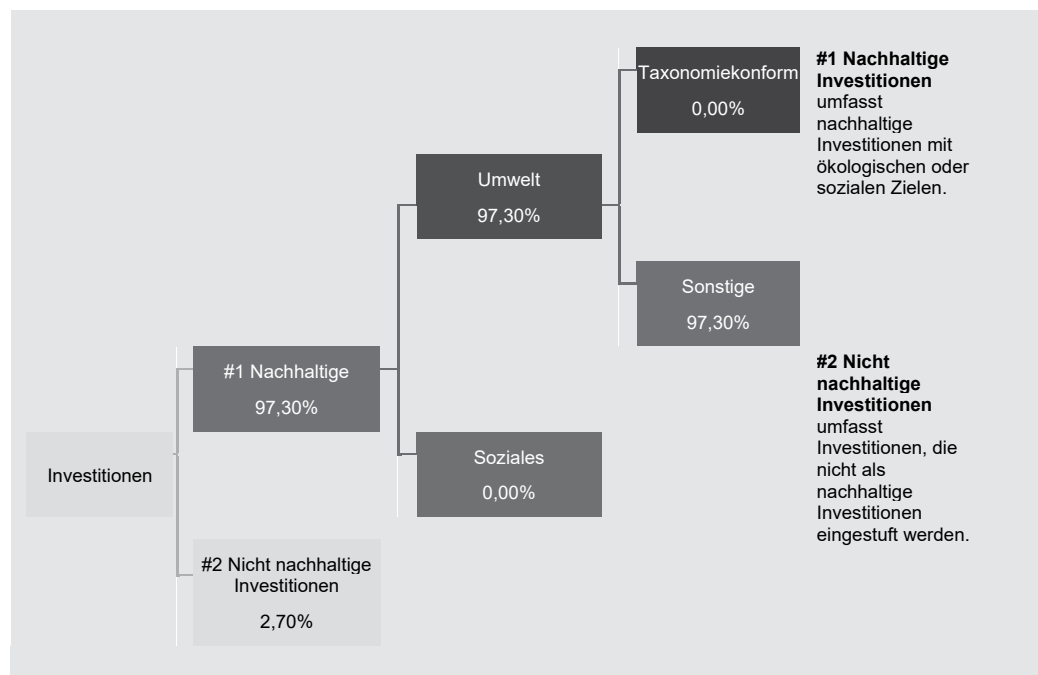 Investitionen
#1 Nachhaltige
97,30%
#2 Nicht nachhaltige
Investitionen
2,70%
Umwelt
97,30%
Soziales
0,00%
Taxonomiekonform
0,00%
Sonstige
97,30%
#1 Nachhaltige
Investitionen
umfasst
nachhaltige
Investitionen mit
ökologischen oder
sozialen Zielen.
#2 Nicht
nachhaltige
Investitionen
umfasst
Investitionen, die
nicht als
nachhaltige
Investitionen
eingestuft werden.